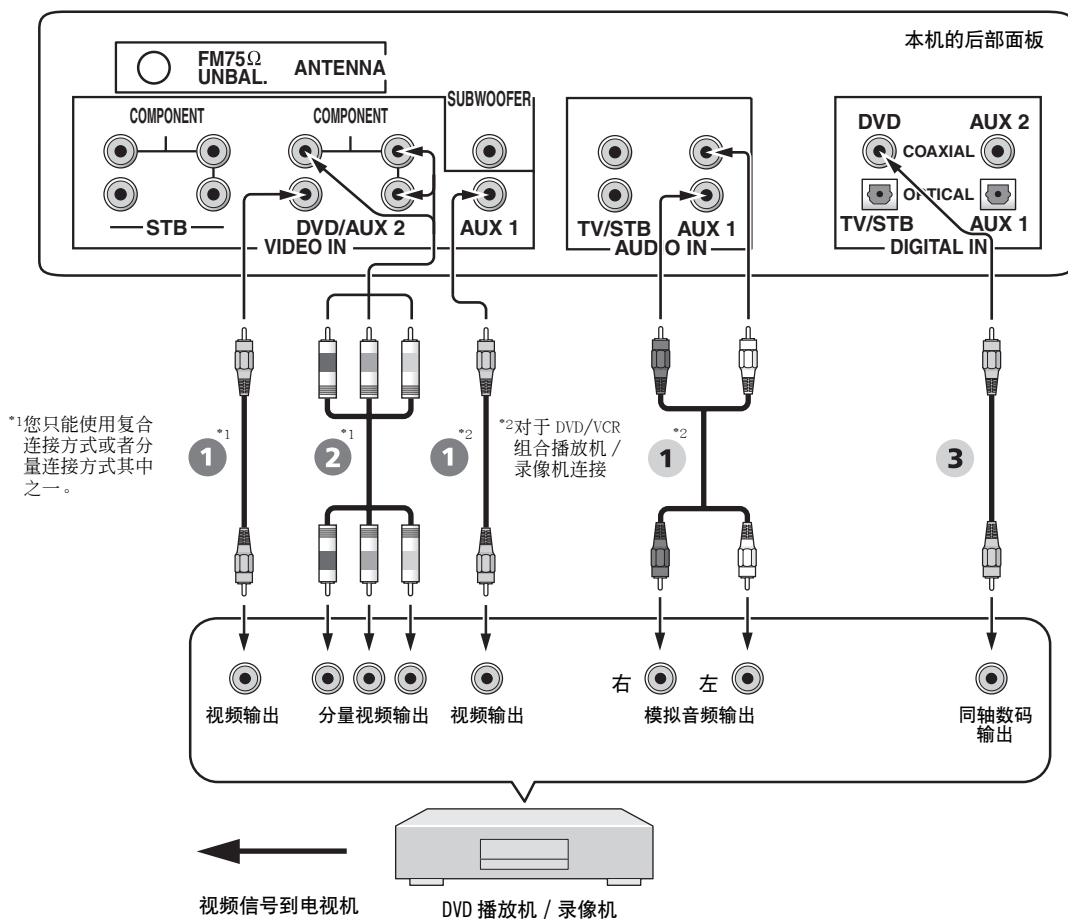 本机的后部面板
FM75Ω
UNBAL.
ANTENNA
COMPONENT
COMPONENT
SUBWOOFER
STB
DVD/AUX 2
AUX 1
VIDEO IN
TV/STB
AUX 1
AUDIO IN
DVD
AUX 2
COAXIAL
OPTICAL
TV/STB
AUX 1
DIGITAL IN
*1您只能使用复合
连接方式或者分
量连接方式其中
之一。
1 *1
2 *1
1 *2
*2对于 DVD/VCR
组合播放机 /
录像机连接
1 *2
3
视频输出
分量视频输出
视频输出
右
左
模拟音频输出
同轴数码
输出
视频信号到电视机
DVD 播放机 / 录像机